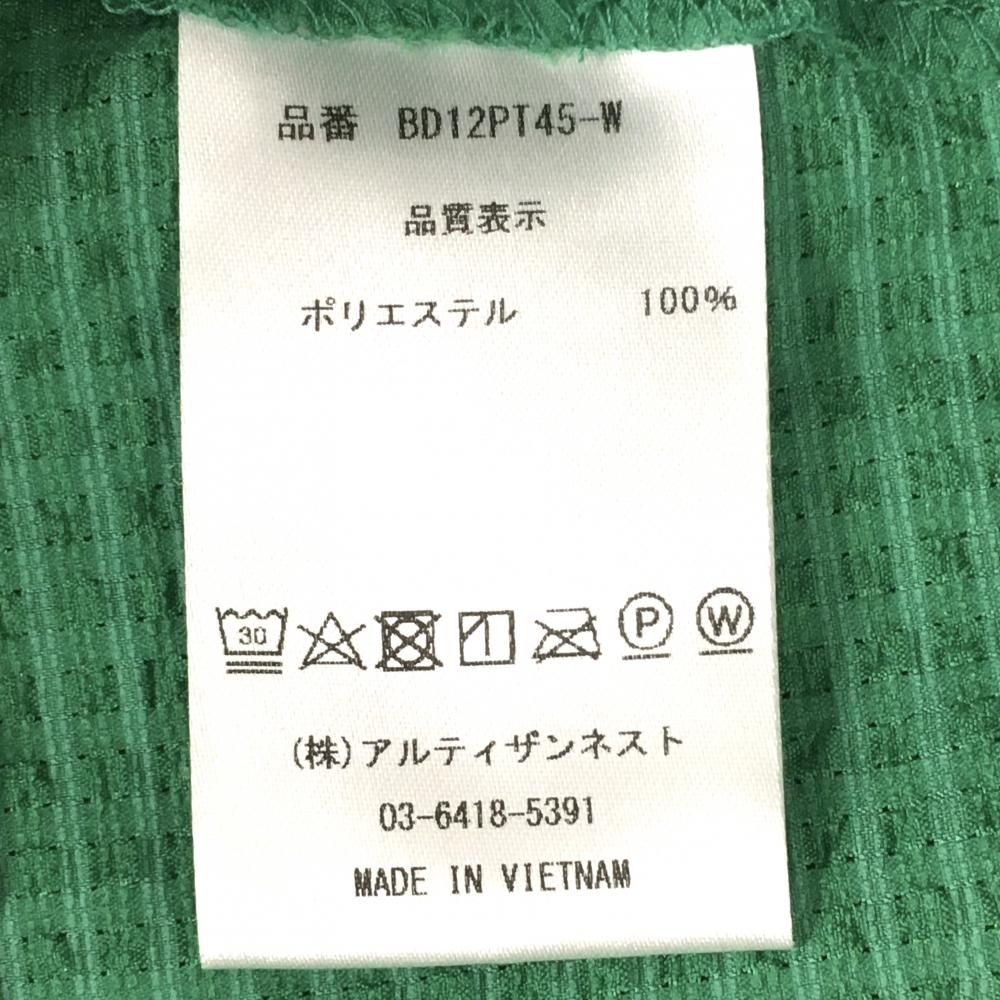 品番 BD12PT45-W
品質表示
ポリエステル 100%
30 P W
(株)アルティザンネスト
03-6418-5391
MADE IN VIETNAM